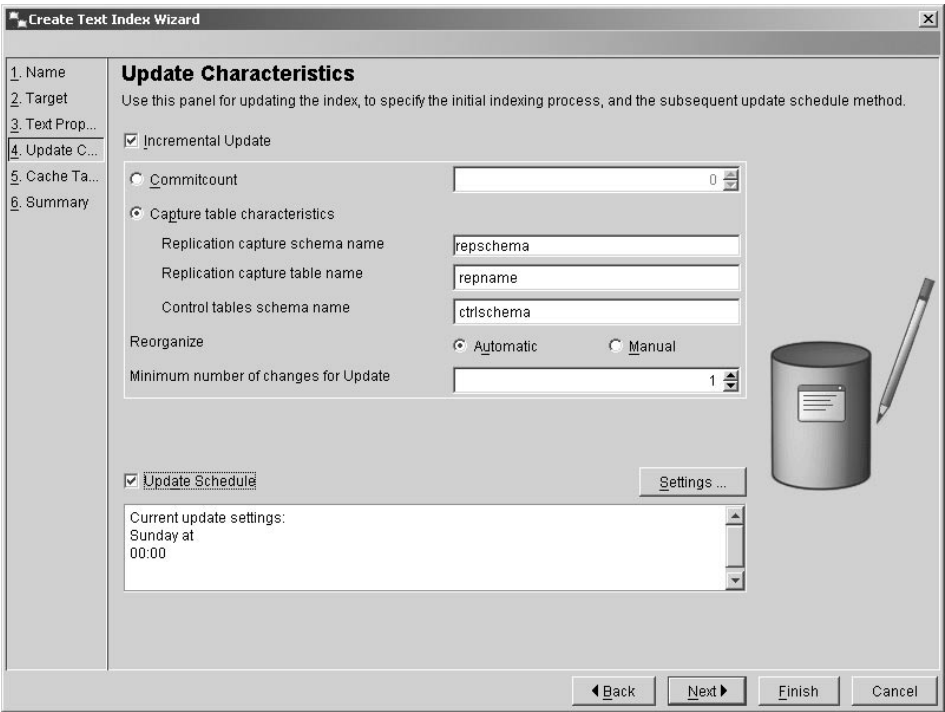 Create Text Index Wizard
1. Name
2. Target
3. Text Prop...
4. Update C...
5. Cache Ta...
6. Summary
Update Characteristics
Use this panel for updating the index, to specify the initial indexing process, and the subsequent update schedule method.
Incremental Update
Commitcount 0
Capture table characteristics
Replication capture schema name repschema
Replication capture table name repname
Control tables schema name ctrlschema
Reorganize Automatic Manual
Minimum number of changes for Update 1
Update Schedule Settings ...
Current update settings:
Sunday at
00:00
Back Next Finish Cancel